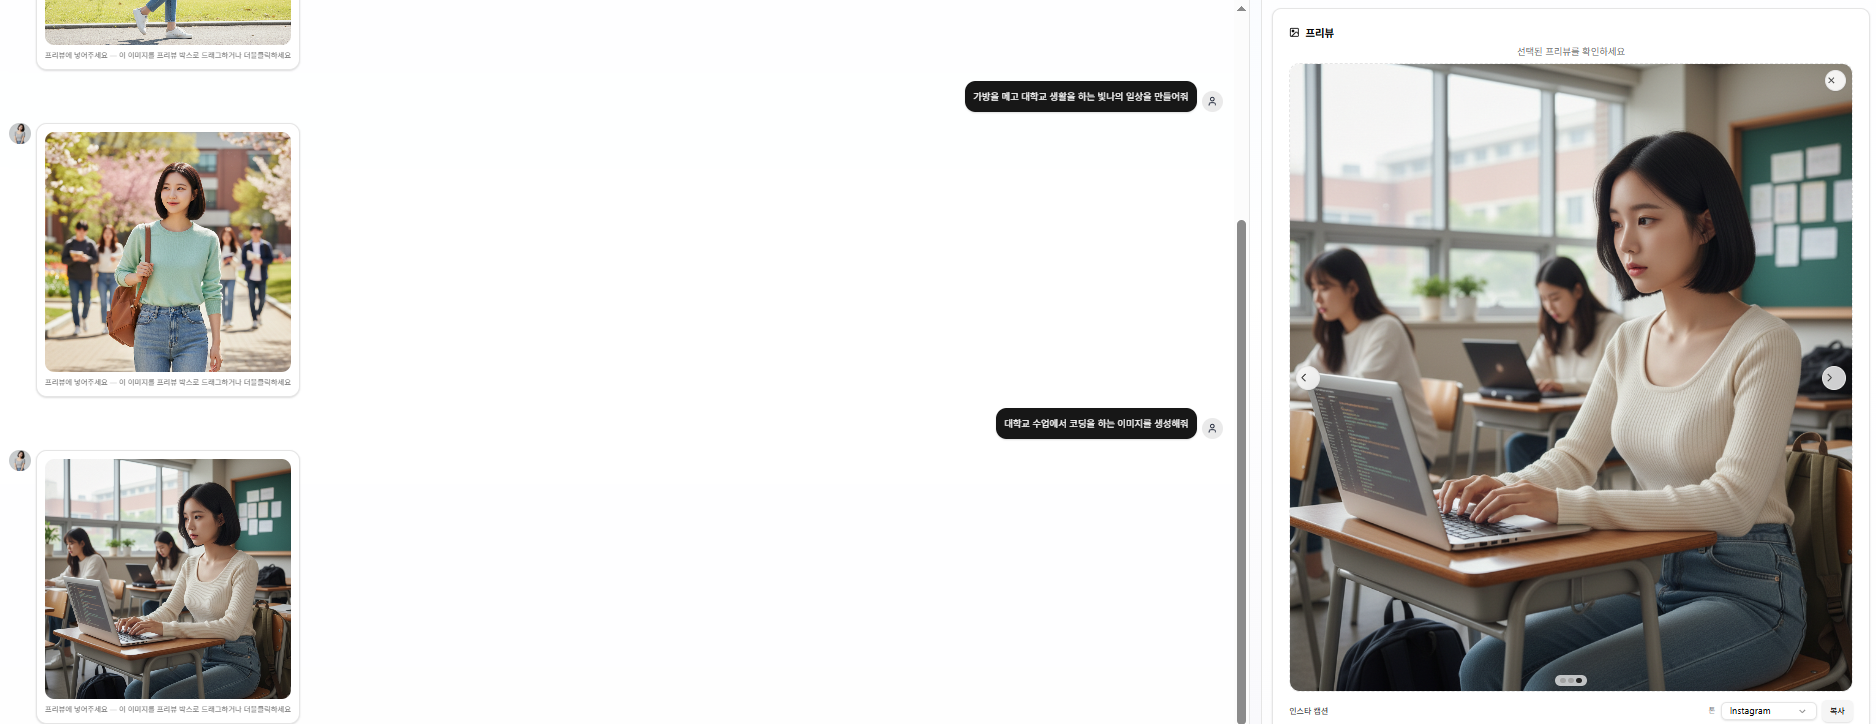 프리뷰에 넣어주세요 — 이 이미지를 프리뷰 박스로 드래그하거나 더블클릭하세요
가방을 메고 대학교 생활을 하는 빛나의 일상을 만들어줘
프리뷰에 넣어주세요 — 이 이미지를 프리뷰 박스로 드래그하거나 더블클릭하세요
대학교 수업에서 코딩을 하는 이미지를 생성해줘
프리뷰에 넣어주세요 — 이 이미지를 프리뷰 박스로 드래그하거나 더블클릭하세요
프리뷰
선택된 프리뷰를 확인하세요
인스타 캡션
톤
Instagram
복사